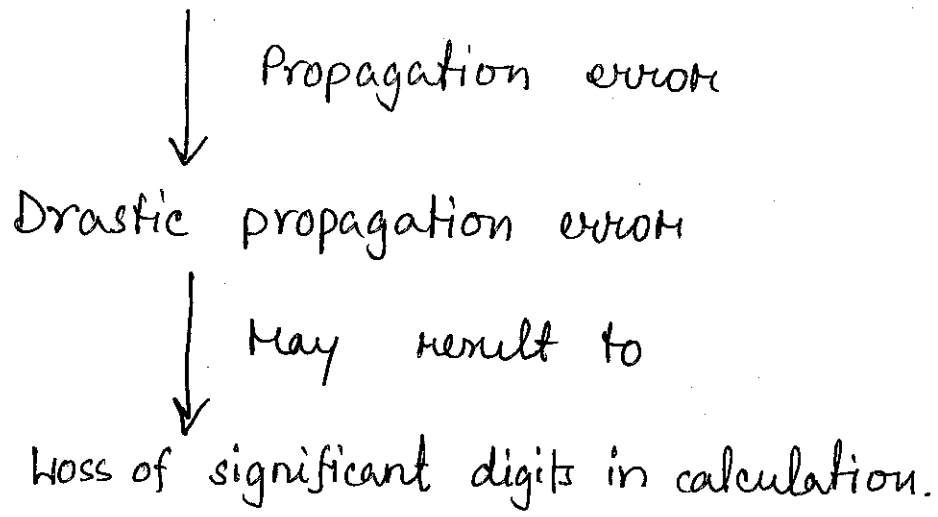 Propagation error
Drastic propagation error
May result to
Loss of significant digits in calculation.